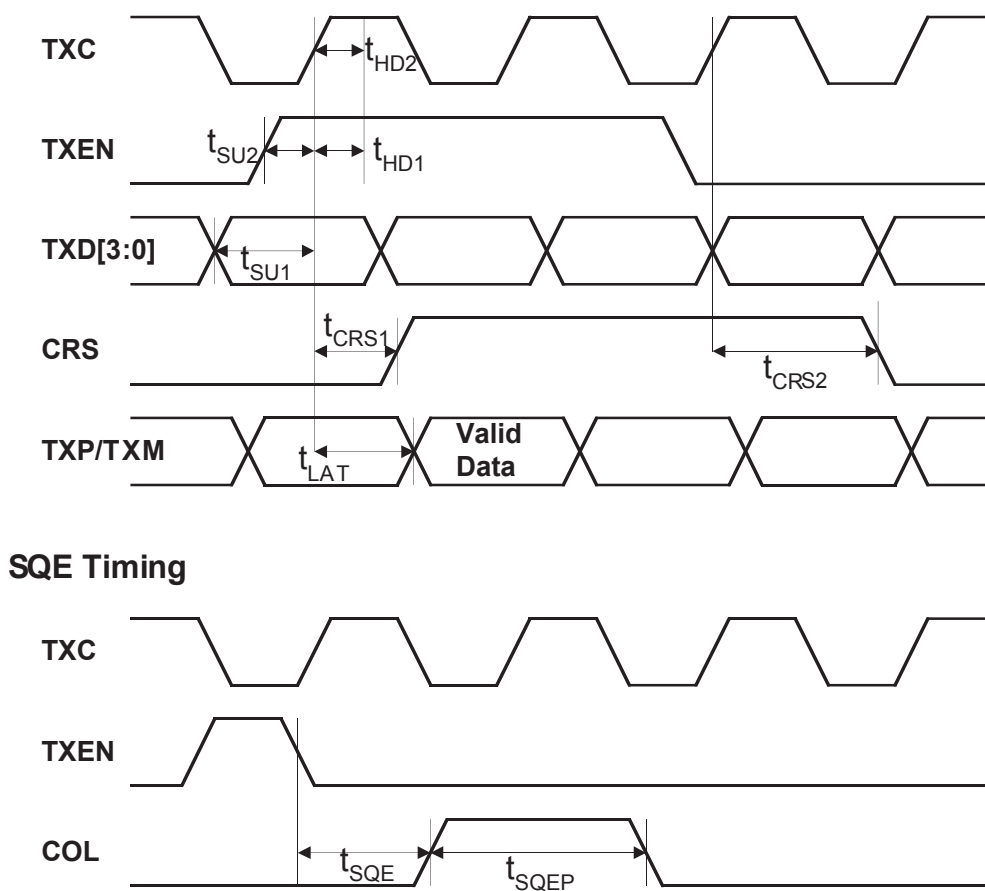 TXC
tHD2
TXEN
tSU2
tHD1
TXD[3:0]
tSU1
CRS
tCRS1
tCRS2
TXP/TXM
tLAT
Valid
Data
SQE Timing
TXC
TXEN
COL
tSQE
tSQEP